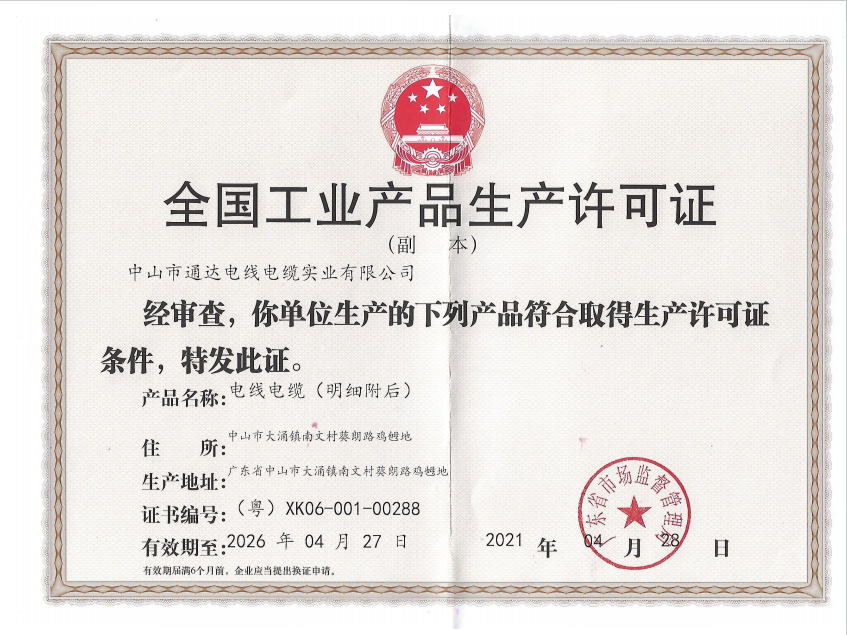 全国工业产品生产许可证
(副 本)
中山市通达电线电缆实业有限公司
经审查，你单位生产的下列产品符合取得生产许可证
条件，特发此证。
产品名称：电线电缆（明细附后）
住 所：中山市大涌镇南文村葵朗路鸡乸地
生产地址：广东省中山市大涌镇南文村葵朗路鸡乸地
证书编号：（粤）XK06-001-00288
有效期至：2026 年 04 月 27 日
2021 年 04 月 28 日
有效期届满6个月前，企业应当提出换证申请。
广东省市场监督管理局